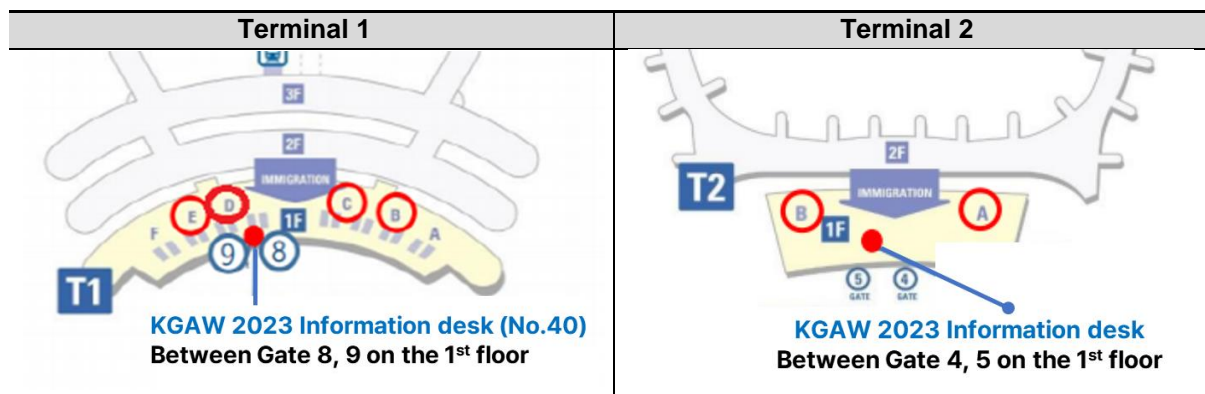 Terminal 1
Terminal 2
3F
2F
IMMIGRATION
E
D
C
B
F
1F
A
9
8
T1
KGAW 2023 Information desk (No.40)
Between Gate 8, 9 on the 1st floor
2F
T2
IMMIGRATION
B
A
1F
5
4
GATE
GATE
KGAW 2023 Information desk
Between Gate 4, 5 on the 1st floor